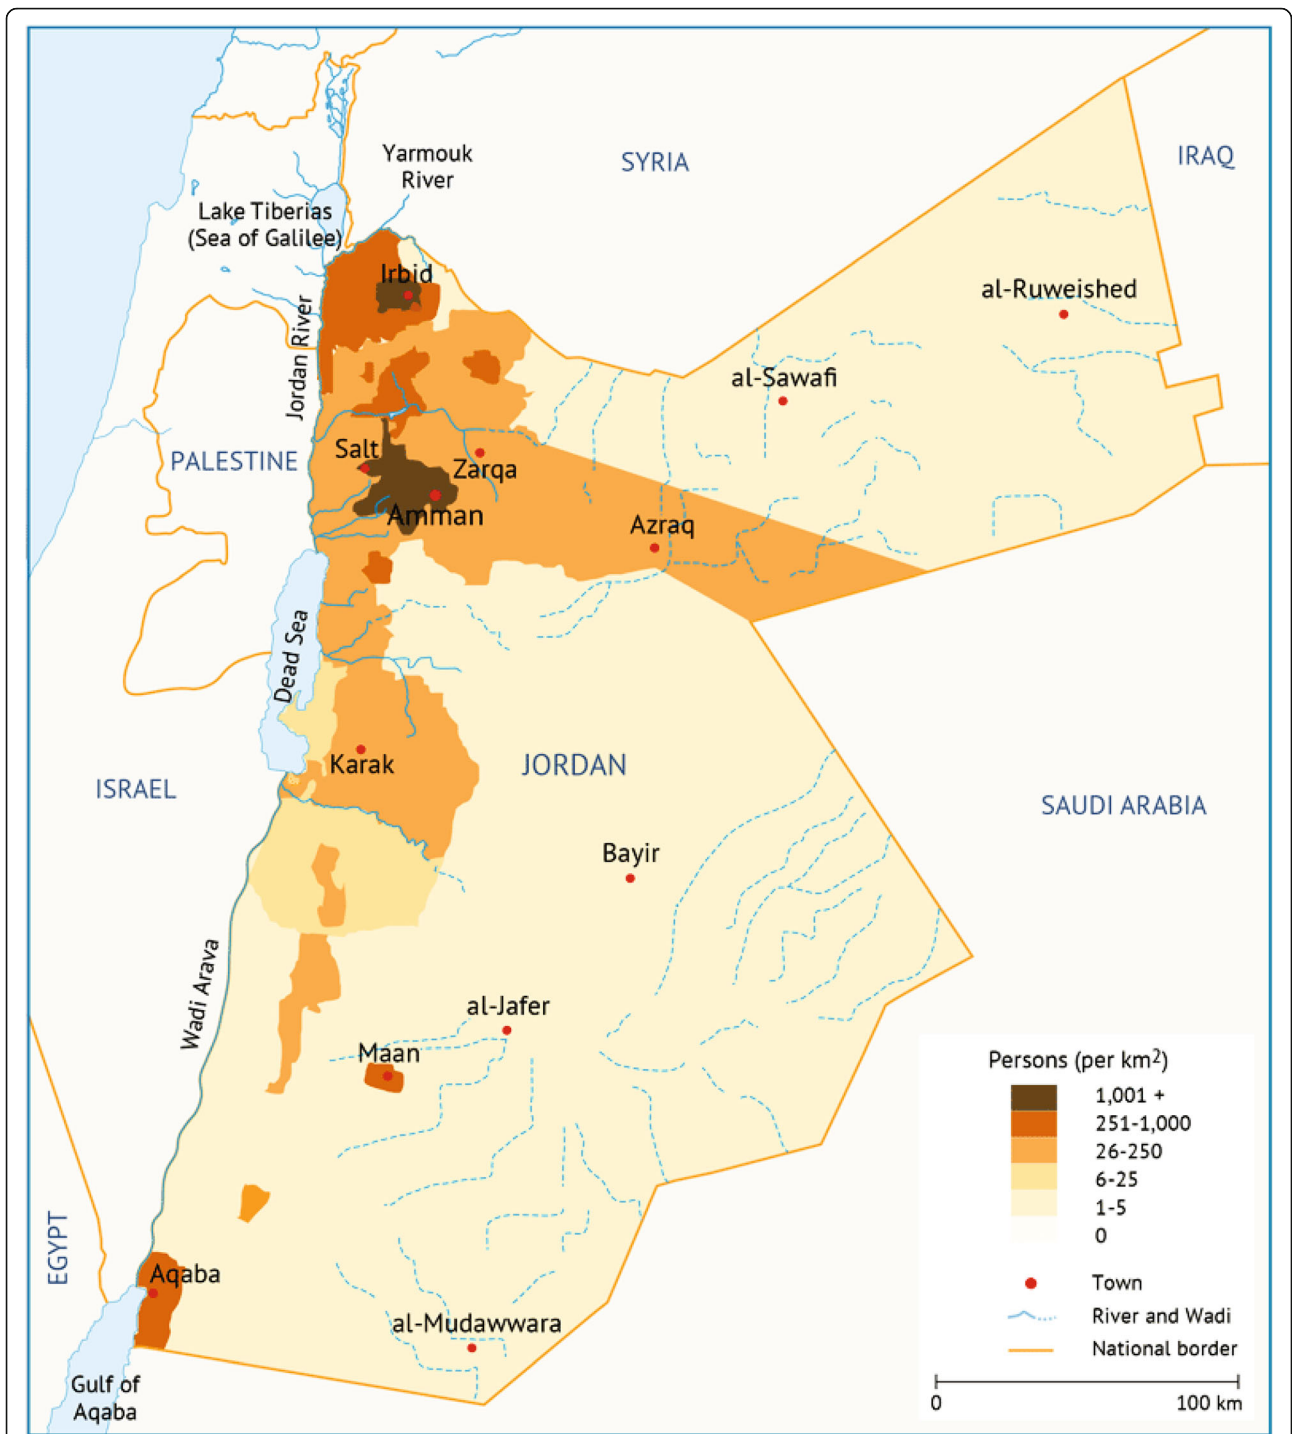 Yarmouk
River
SYRIA
IRAQ
Lake Tiberias
(Sea of Galilee)
Irbid
al-Ruweished
Jordan River
al-Sawafi
Salt
PALESTINE
Zarqa
Amman
Azraq
Dead Sea
Karak
JORDAN
ISRAEL
SAUDI ARABIA
Bayir
Wadi Arava
al-Jafer
Maan
Persons (per km²)
1,001 +
251-1,000
26-250
6-25
1-5
0
EGYPT
Aqaba
Town
al-Mudawwara
River and Wadi
National border
Gulf of
Aqaba
0 100 km